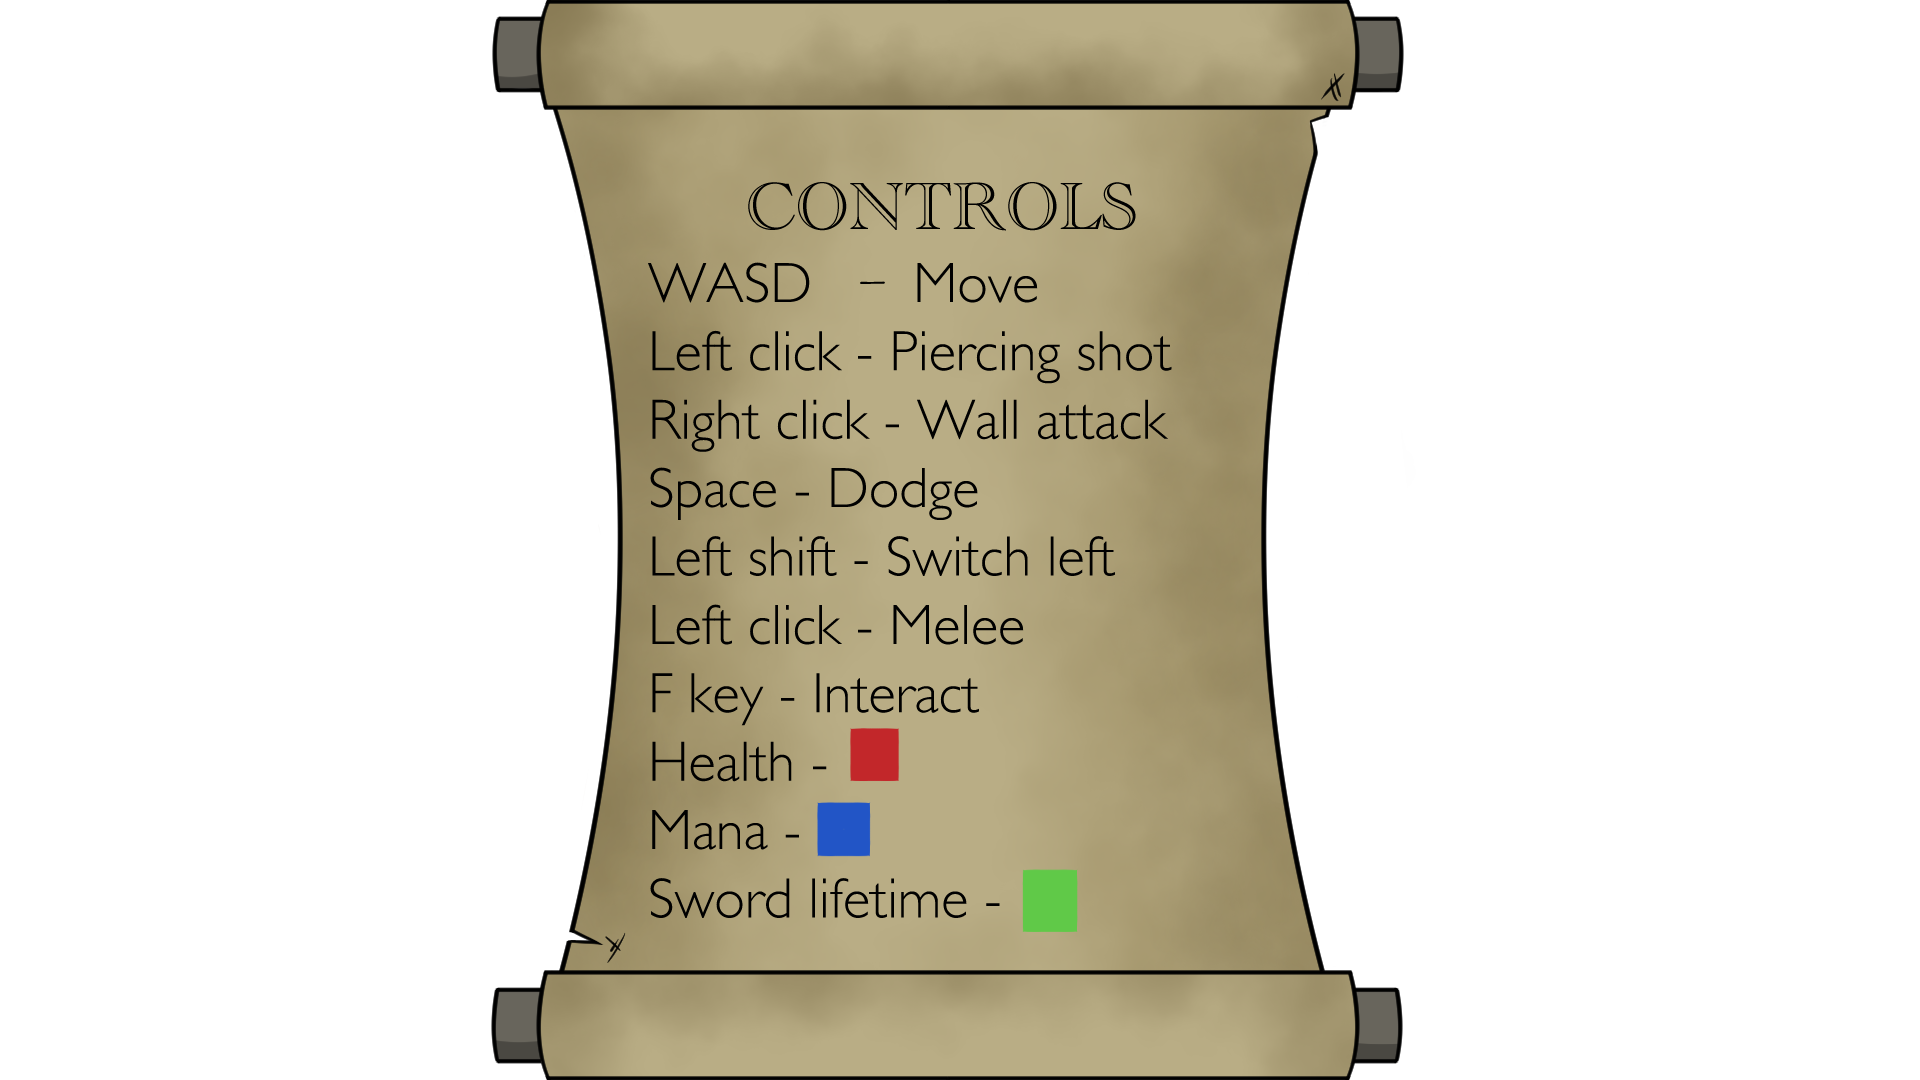 CONTROLS
WASD – Move
Left click - Piercing shot
Right click - Wall attack
Space - Dodge
Left shift - Switch left
Left click - Melee
F key - Interact
Health -
Mana -
Sword lifetime -